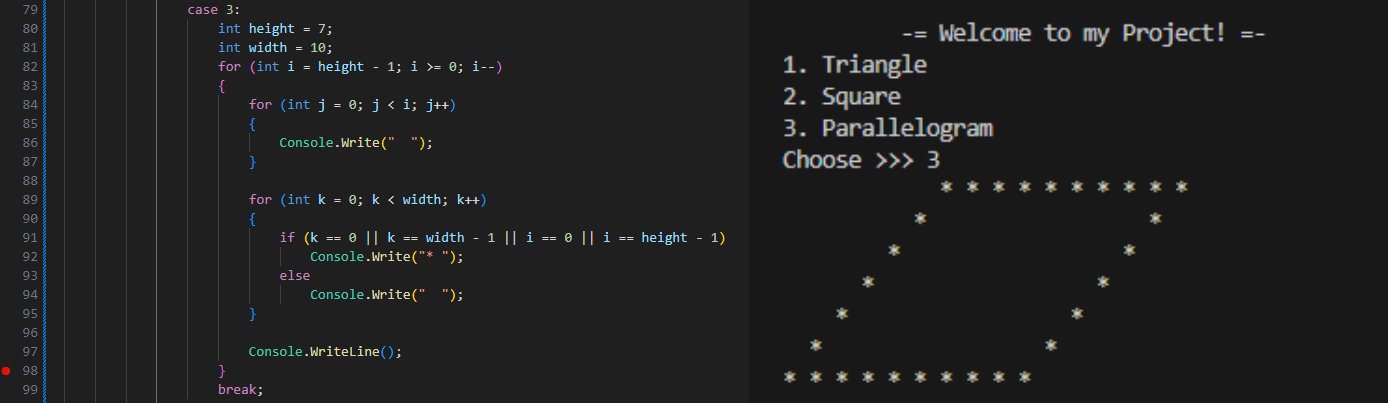 79 case 3:
80 int height = 7;
81 int width = 10;
82 for (int i = height - 1; i >= 0; i--)
83 {
84 for (int j = 0; j < i; j++)
85 {
86 Console.Write("  ");
87 }
88
89 for (int k = 0; k < width; k++)
90 {
91 if (k == 0 || k == width - 1 || i == 0 || i == height - 1)
92 Console.Write("* ");
93 else
94 Console.Write("  ");
95 }
96
97 Console.WriteLine();
98 }
99 break;
-= Welcome to my Project! =-
1. Triangle
2. Square
3. Parallelogram
Choose >>> 3
            * * * * * * * * * *
          *                 *
        *                 *
      *                 *
    *                 *
  *                 *
* * * * * * * * * *